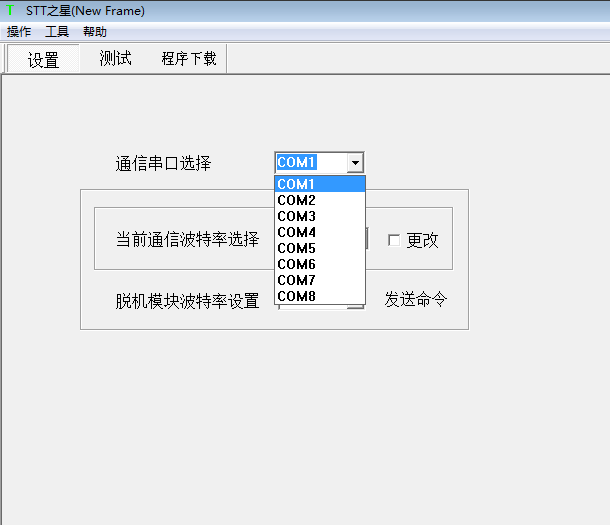 T STT之星(New Frame)
操作 工具 帮助
设置 测试 程序下载
通信串口选择 COM1
COM1
COM2
COM3
当前通信波特率选择 COM4 更改
COM5
COM6
COM7
脱机模块波特率设置 COM8 发送命令